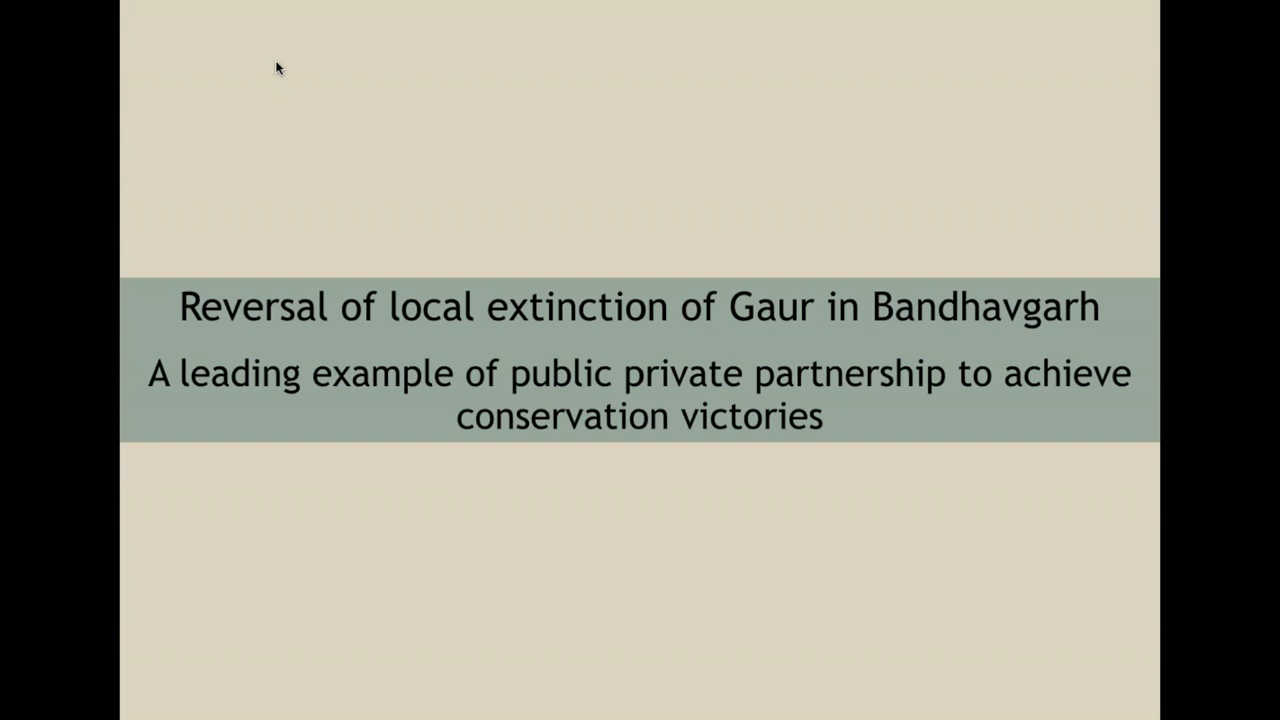 Reversal of local extinction of Gaur in Bandhavgarh
A leading example of public private partnership to achieve
conservation victories